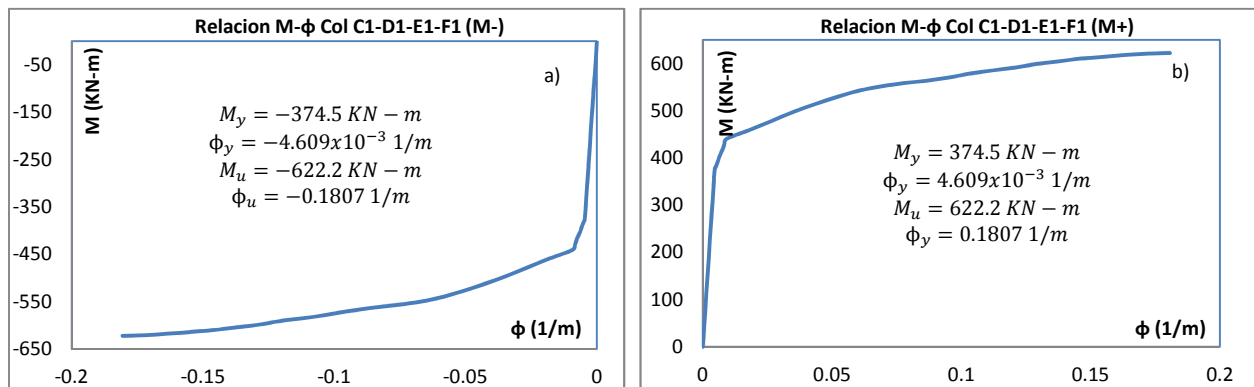 Relacion M-ϕ Col C1-D1-E1-F1 (M-)
M (KN-m)
a)
-50
-150
-250
-350
-450
-550
-650
M_y = −374.5 KN − m
ϕ_y = −4.609x10^−3 1/m
M_u = −622.2 KN − m
ϕ_u = −0.1807 1/m
ϕ (1/m)
-0.2 -0.15 -0.1 -0.05 0
Relacion M-ϕ Col C1-D1-E1-F1 (M+)
M (KN-m)
b)
600
500
400
300
200
100
0
M_y = 374.5 KN − m
ϕ_y = 4.609x10^−3 1/m
M_u = 622.2 KN − m
ϕ_y = 0.1807 1/m
ϕ (1/m)
0 0.05 0.1 0.15 0.2